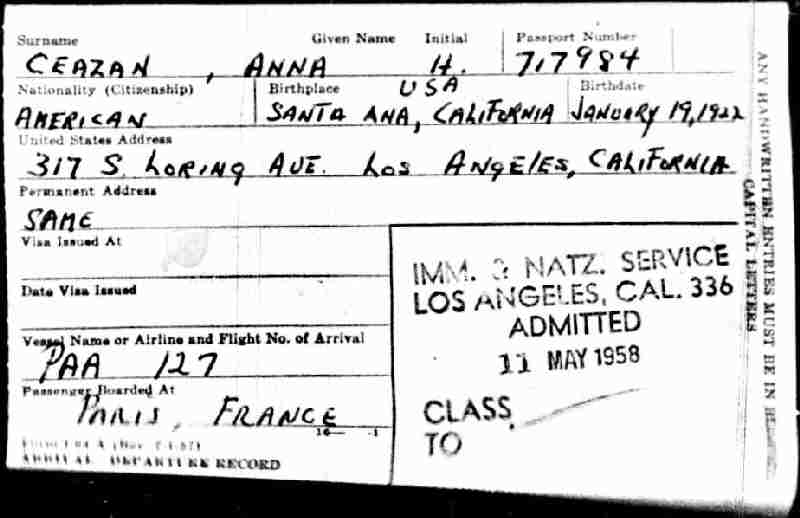 Surname Given Name Initial Passport Number
CEAZAN, ANNA H. 717984
Nationality (Citizenship) Birthplace USA Birthdate
AMERICAN SANTA ANA, CALIFORNIA JANUARY 19, 1922
United States Address
317 S LORING AVE. LOS ANGELES, CALIFORNIA
Permanent Address
SAME
Visa Issued At
Date Visa Issued
Vessel Name or Airline and Flight No. of Arrival
PAA 127
Passenger Boarded At
PARIS, FRANCE
16— -1
ARRIVAL DEPARTURE RECORD
IMM. & NATZ. SERVICE
LOS ANGELES, CAL. 336
ADMITTED
11 MAY 1958
CLASS
TO
ANY HANDWRITTEN ENTRIES MUST BE IN
CAPITAL LETTERS